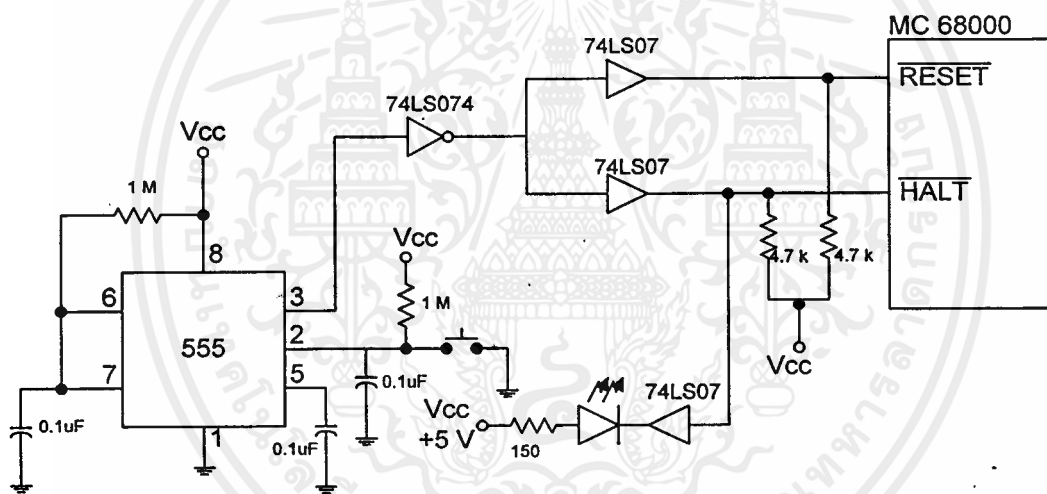 MC 68000
74LS07
RESET
74LS074
Vcc
1 M
74LS07
HALT
8
Vcc
4.7 k
4.7 k
6
3
1 M
555
2
7
5
Vcc
0.1uF
74LS07
0.1uF
1
0.1uF
Vcc
+5 V
150